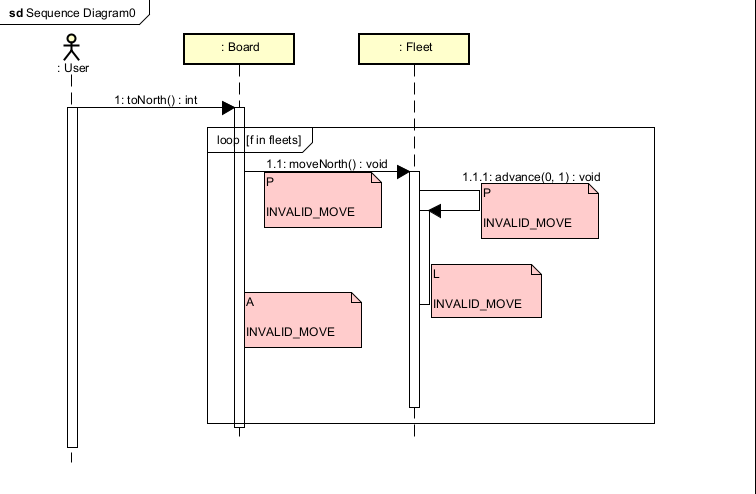 sd Sequence Diagram0
: User
: Board
: Fleet
1: toNorth() : int
loop [f in fleets]
1.1: moveNorth() : void
1.1.1: advance(0, 1) : void
P
INVALID_MOVE
P
INVALID_MOVE
L
INVALID_MOVE
A
INVALID_MOVE